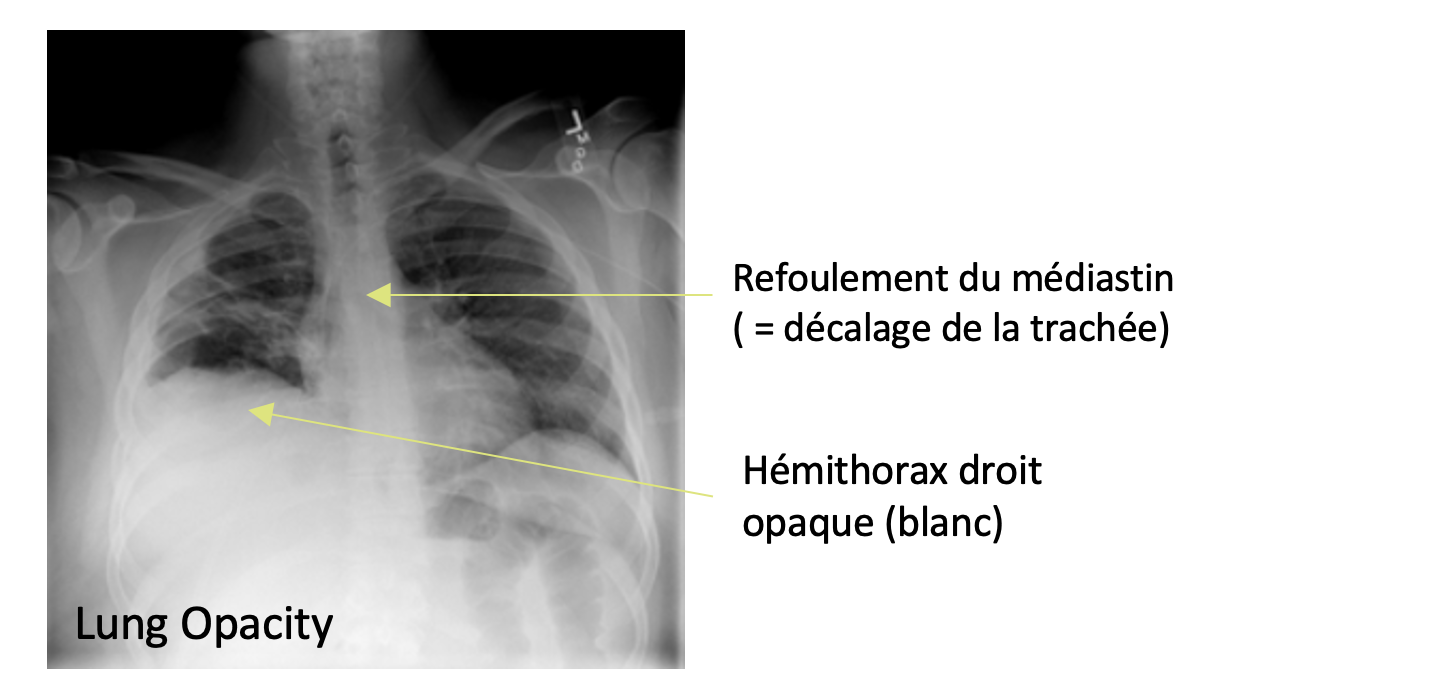 L
Refoulement du médiastin
( = décalage de la trachée)
Hémithorax droit
opaque (blanc)
Lung Opacity